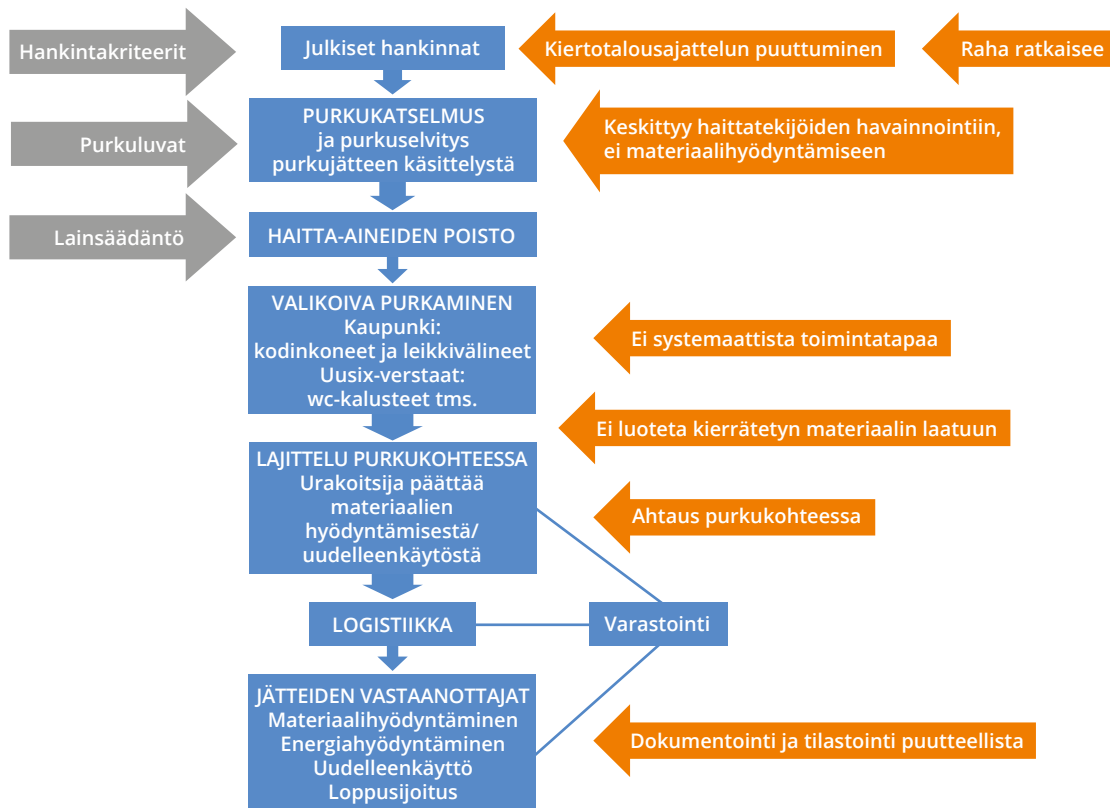 Hankintakriteerit
Julkiset hankinnat
Kiertotalousajattelun puuttuminen
Raha ratkaisee
Purkuluvat
PURKUKATSELMUS
ja purkuselvitys
purkujätteen käsittelystä
Keskittyy haittatekijöiden havainnointiin,
ei materiaalihyödyntämiseen
Lainsäädäntö
HAITTA-AINEIDEN POISTO
VALIKOIVA PURKAMINEN
Kaupunki:
kodinkoneet ja leikkivälineet
Uusix-verstaat:
wc-kalusteet tms.
Ei systemaattista toimintatapaa
Ei luoteta kierrätetyn materiaalin laatuun
LAJITTELU PURKUKOHTEESSA
Urakoitsija päättää
materiaalien
hyödyntämisestä/
uudelleenkäytöstä
Ahtaus purkukohteessa
LOGISTIIKKA
Varastointi
JÄTTEIDEN VASTAANOTTAJAT
Materiaalihyödyntäminen
Energiahyödyntäminen
Uudelleenkäyttö
Loppusijoitus
Dokumentointi ja tilastointi puutteellista